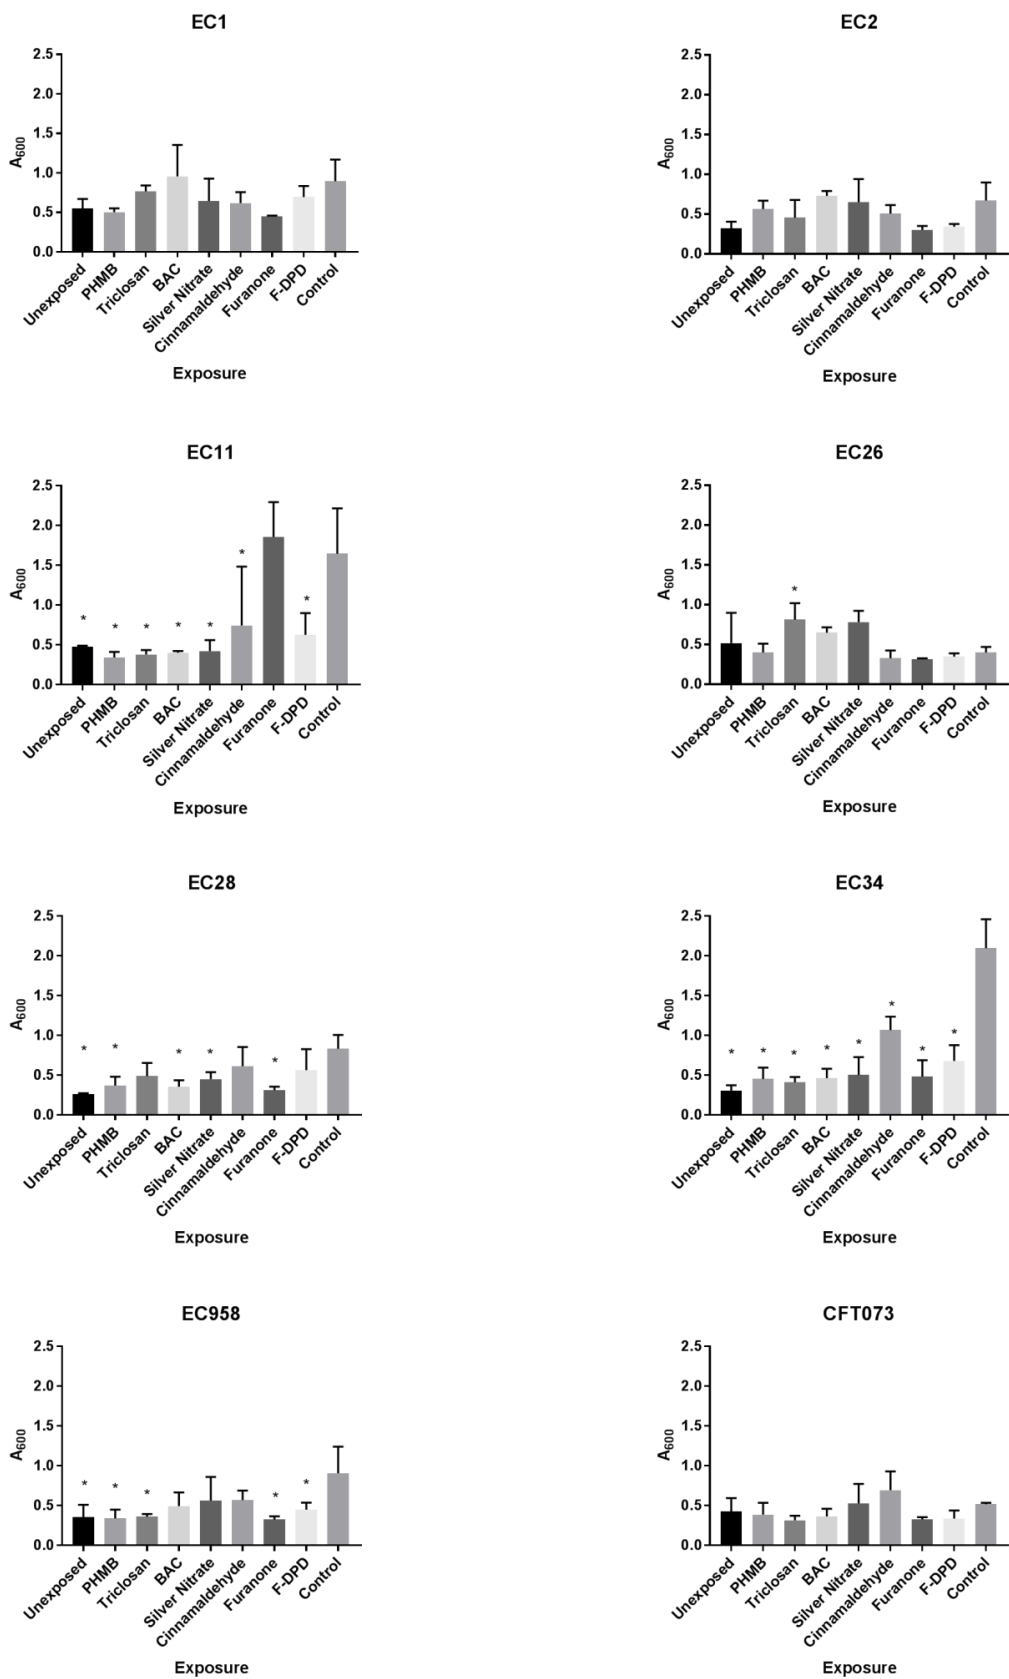 EC1
2.5
2.0
1.5
1.0
0.5
0.0
A600
Unexposed
PHMB
Triclosan
BAC
Silver Nitrate
Cinnamaldehyde
Furanone
F-DPD
Control
Exposure
EC2
2.5
2.0
1.5
1.0
0.5
0.0
A600
Unexposed
PHMB
Triclosan
BAC
Silver Nitrate
Cinnamaldehyde
Furanone
F-DPD
Control
Exposure
EC11
2.5
2.0
1.5
1.0
0.5
0.0
A600
* * * * * * *
Unexposed
PHMB
Triclosan
BAC
Silver Nitrate
Cinnamaldehyde
Furanone
F-DPD
Control
Exposure
EC26
2.5
2.0
1.5
1.0
0.5
0.0
A600
*
Unexposed
PHMB
Triclosan
BAC
Silver Nitrate
Cinnamaldehyde
Furanone
F-DPD
Control
Exposure
EC28
2.5
2.0
1.5
1.0
0.5
0.0
A600
* * * * *
Unexposed
PHMB
Triclosan
BAC
Silver Nitrate
Cinnamaldehyde
Furanone
F-DPD
Control
Exposure
EC34
2.5
2.0
1.5
1.0
0.5
0.0
A600
* * * * * * * *
Unexposed
PHMB
Triclosan
BAC
Silver Nitrate
Cinnamaldehyde
Furanone
F-DPD
Control
Exposure
EC958
2.5
2.0
1.5
1.0
0.5
0.0
A600
* * * * *
Unexposed
PHMB
Triclosan
BAC
Silver Nitrate
Cinnamaldehyde
Furanone
F-DPD
Control
Exposure
CFT073
2.5
2.0
1.5
1.0
0.5
0.0
A600
Unexposed
PHMB
Triclosan
BAC
Silver Nitrate
Cinnamaldehyde
Furanone
F-DPD
Control
Exposure